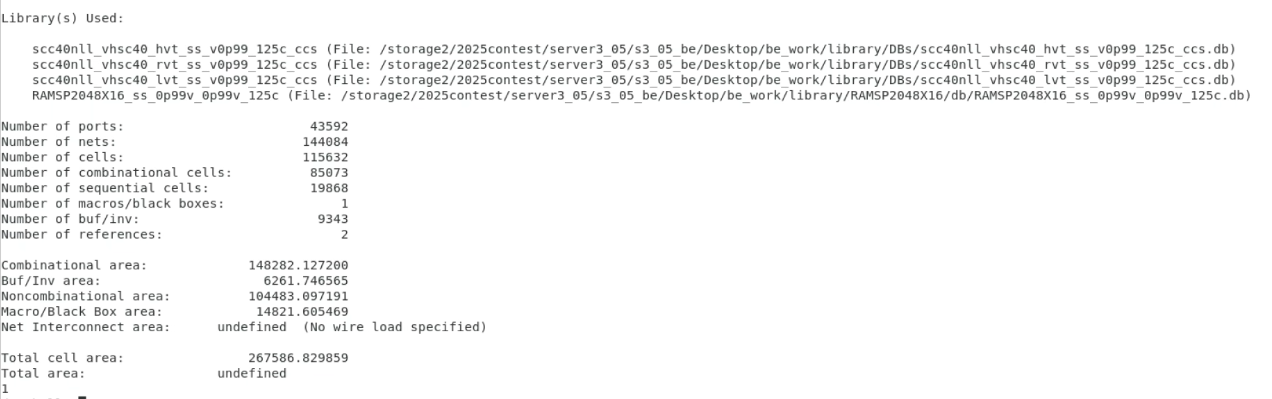 Library(s) Used:
scc40nll_vhsc40_hvt_ss_v0p99_125c_ccs (File: /storage2/2025contest/server3_05/s3_05_be/Desktop/be_work/library/DBs/scc40nll_vhsc40_hvt_ss_v0p99_125c_ccs.db)
scc40nll_vhsc40_rvt_ss_v0p99_125c_ccs (File: /storage2/2025contest/server3_05/s3_05_be/Desktop/be_work/library/DBs/scc40nll_vhsc40_rvt_ss_v0p99_125c_ccs.db)
scc40nll_vhsc40_lvt_ss_v0p99_125c_ccs (File: /storage2/2025contest/server3_05/s3_05_be/Desktop/be_work/library/DBs/scc40nll_vhsc40_lvt_ss_v0p99_125c_ccs.db)
RAMSP2048X16_ss_0p99v_0p99v_125c (File: /storage2/2025contest/server3_05/s3_05_be/Desktop/be_work/library/RAMSP2048X16/db/RAMSP2048X16_ss_0p99v_0p99v_125c.db)
Number of ports: 43592
Number of nets: 144084
Number of cells: 115632
Number of combinational cells: 85073
Number of sequential cells: 19868
Number of macros/black boxes: 1
Number of buf/inv: 9343
Number of references: 2
Combinational area: 148282.127200
Buf/Inv area: 6261.746565
Noncombinational area: 104483.097191
Macro/Black Box area: 14821.605469
Net Interconnect area: undefined (No wire load specified)
Total cell area: 267586.829859
Total area: undefined
1